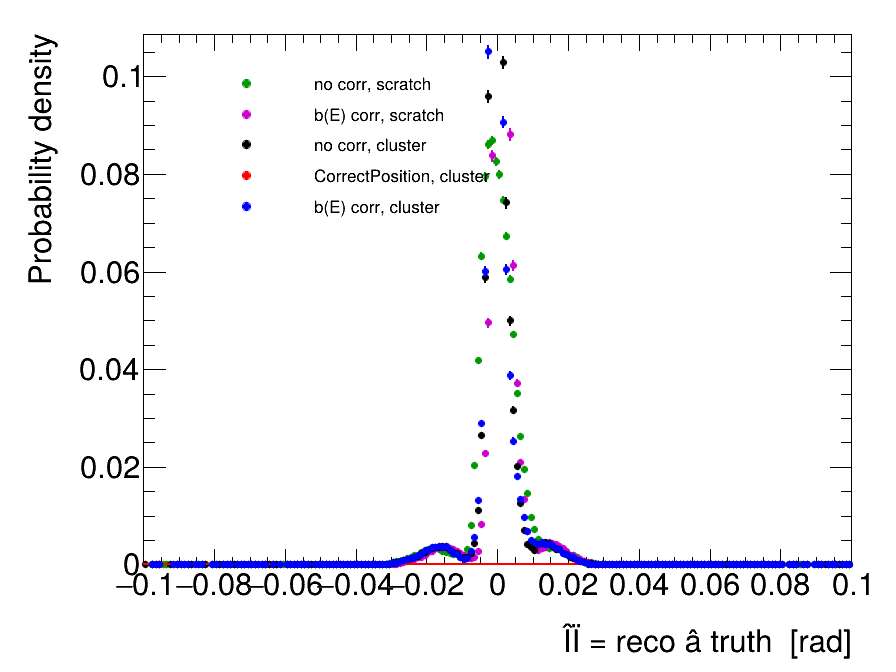 Probability density
0.1
0.08
0.06
0.04
0.02
0
no corr, scratch
b(E) corr, scratch
no corr, cluster
CorrectPosition, cluster
b(E) corr, cluster
−0.1 −0.08 −0.06 −0.04 −0.02 0 0.02 0.04 0.06 0.08 0.1
ÎÏ = reco â truth [rad]